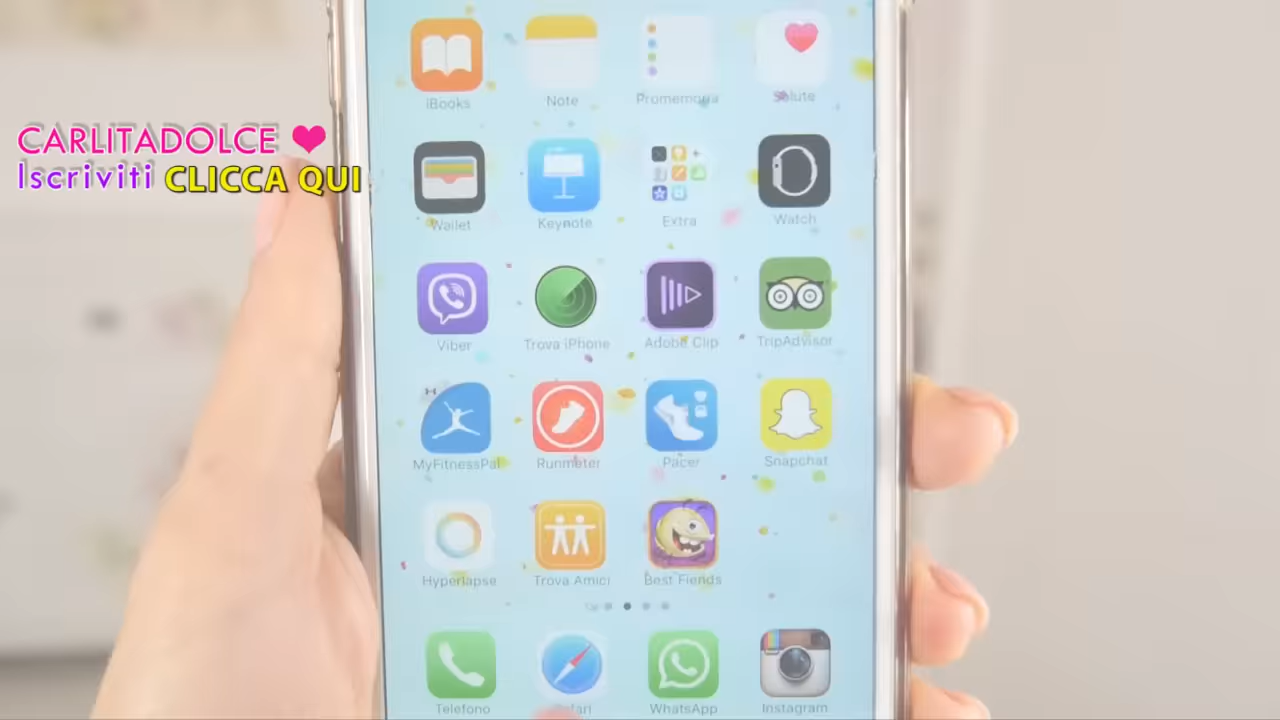 iBooks Note Promemoria Salute
CARLITADOLCE
Iscriviti CLICCA QUI
Wallet Keynote Extra Watch
Viber Trova iPhone Adobe Clip TripAdvisor
MyFitnessPal Runmeter Pacer Snapchat
Hyperlapse Trova Amici Best Fiends
Telefono Safari WhatsApp Instagram